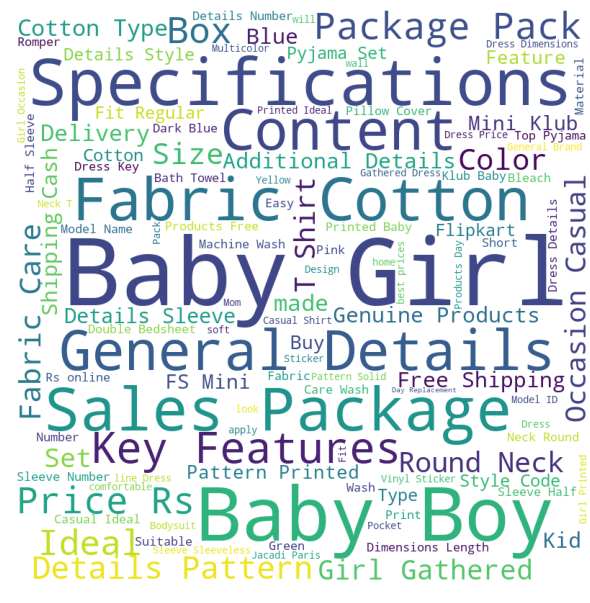 Cotton Type
Romper
Details Number
will
Multicolor
Box
Blue
Package Pack
Dress Dimensions
Details Style
wall
Pyjama Set
Feature
Material
Girl Occasion
Specifications
Fit Regular
Dark Blue
Printed Ideal
Pillow Cover
Mini Klub
Half Sleeve
Delivery
Content
Dress Price
Top Pyjama
General Brand
Cotton
Size
Additional Details
Gathered Dress
Color
Dress Key
Bath Towel
Yellow
Klub Baby
Bleach
Shipping Cash
Fabric Cotton
Easy
Neck T
T Shirt
Model Name
Pack
Products Free
Printed Baby
Flipkart
Dress Details
Occasion Casual
Fabric Care
Baby Girl
Machine Wash
Pink
Short
home
best prices
Products Day
Design
Details Sleeve
Mom
made
Genuine Products
Casual Shirt
Double Bedsheet
soft
Sticker
Buy
General Details
Rs online
FS Mini
Fabric
Pattern Solid
Free Shipping
Care Wash
Day Replacement
Model ID
Sales Package
look
apply
Dress
Number
Key Features
Fit
Neck Round
Set
Round Neck
Sleeve Number
line Dress
Pattern Printed
comfortable
Wash
Vinyl Sticker
Style Code
Type
Sleeve Half
Girl Printed
Price Rs
Baby Boy
Casual Ideal
Bodysuit
Pocket
Print
Ideal
Suitable
Green
Kid
Sleeve Sleeveless
Dimensions Length
Jacadi Paris
Details Pattern
Girl Gathered